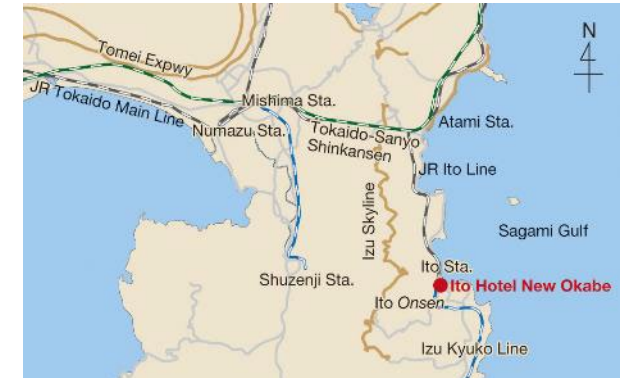 N
Tomei Expwy
JR Tokaido Main Line
Mishima Sta.
Numazu Sta.
Tokaido-Sanyo
Shinkansen
Atami Sta.
JR Ito Line
Izu Skyline
Sagami Gulf
Shuzenji Sta.
Ito Sta.
Ito Hotel New Okabe
Ito Onsen
Izu Kyuko Line